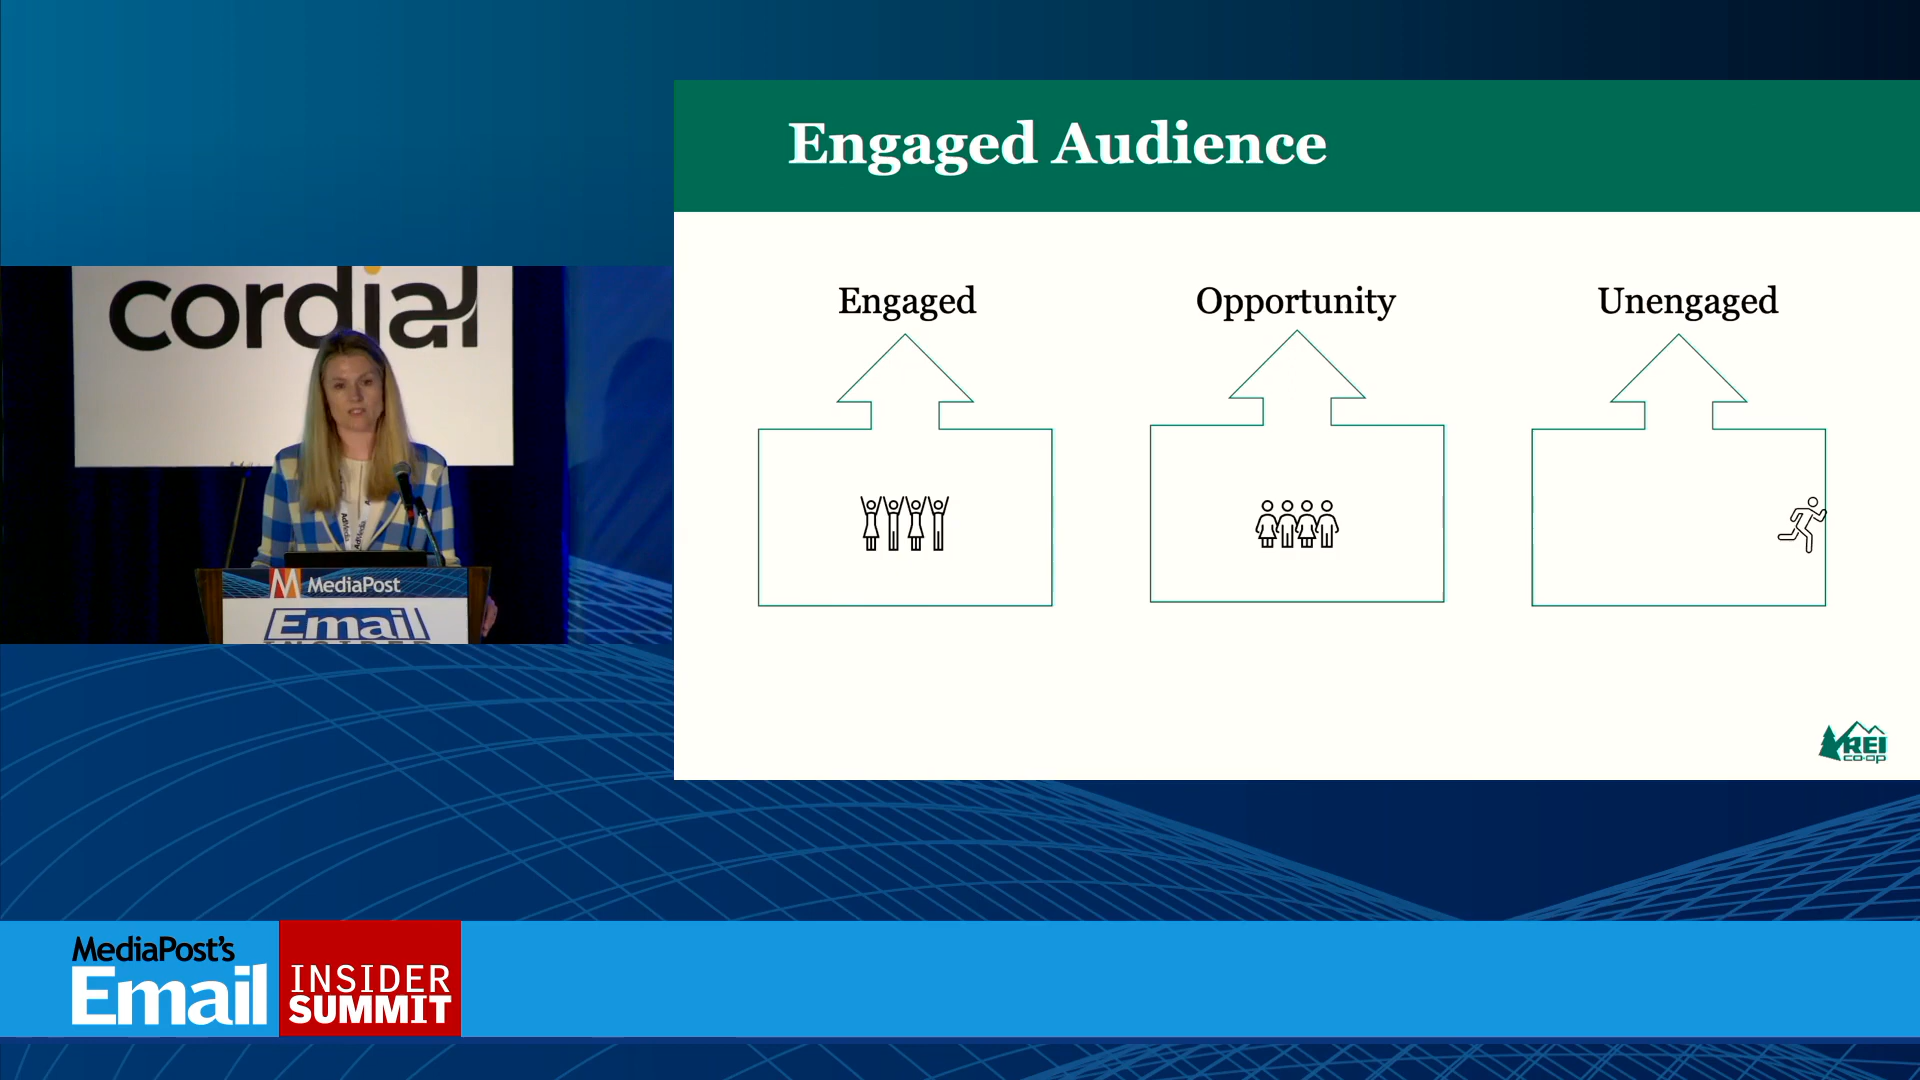 Engaged Audience
Engaged
Opportunity
Unengaged
REI
co-op
cordial
MediaPost
Email
MediaPost's
Email
INSIDER
SUMMIT